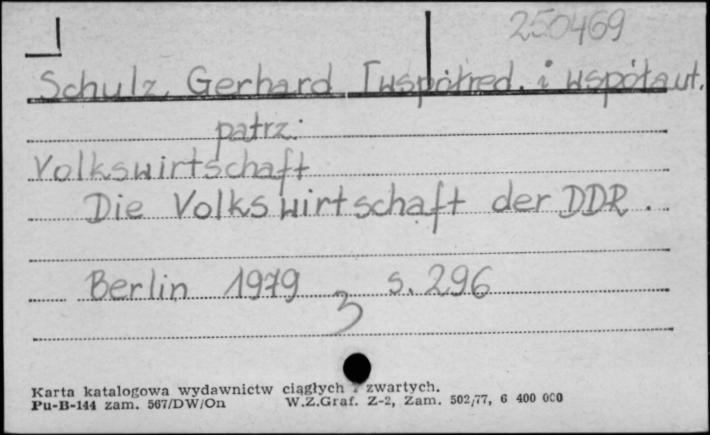 250469
Schulz Gerhard [współred. i współaut.
patrz:
Volkswirtschaft
Die Volkswirtschaft der DDR.
Berlin 1979 s. 296
3
Karta katalogowa wydawnictw ciągłych i zwartych.
Pu-B-144 zam. 567/DW/On W.Z.Graf. Z-2, Zam. 502/77, 6 400 000